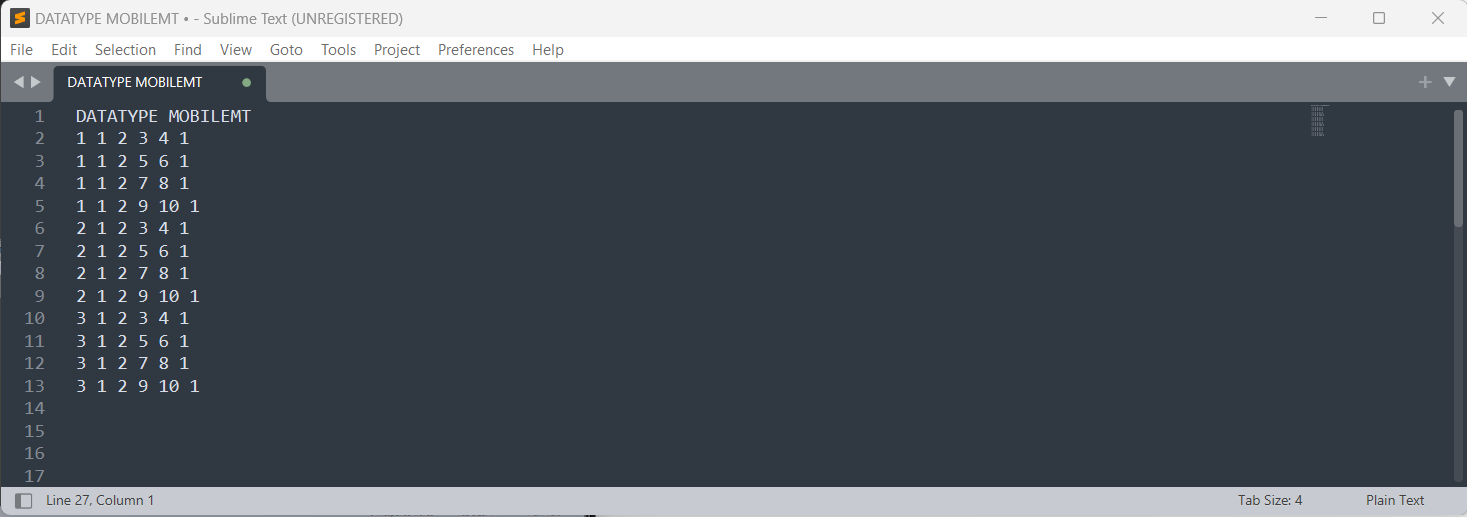 DATATYPE MOBILEMT • - Sublime Text (UNREGISTERED)
File Edit Selection Find View Goto Tools Project Preferences Help
DATATYPE MOBILEMT
1 DATATYPE MOBILEMT
2 1 1 2 3 4 1
3 1 1 2 5 6 1
4 1 1 2 7 8 1
5 1 1 2 9 10 1
6 2 1 2 3 4 1
7 2 1 2 5 6 1
8 2 1 2 7 8 1
9 2 1 2 9 10 1
10 3 1 2 3 4 1
11 3 1 2 5 6 1
12 3 1 2 7 8 1
13 3 1 2 9 10 1
14
15
16
17
Line 27, Column 1 Tab Size: 4 Plain Text